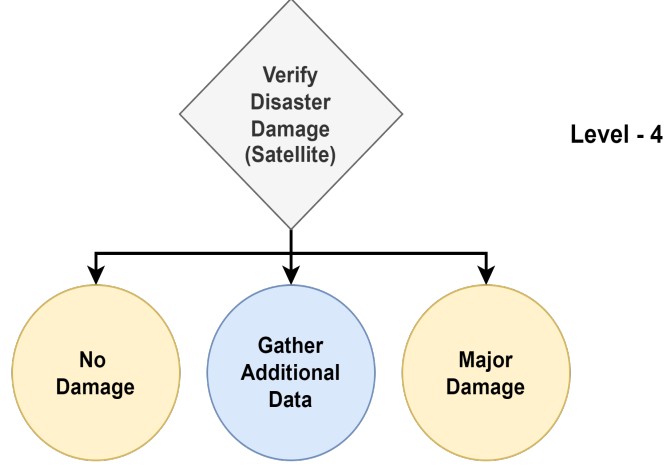 Verify
Disaster
Damage
(Satellite)
Level - 4
No
Damage
Gather
Additional
Data
Major
Damage